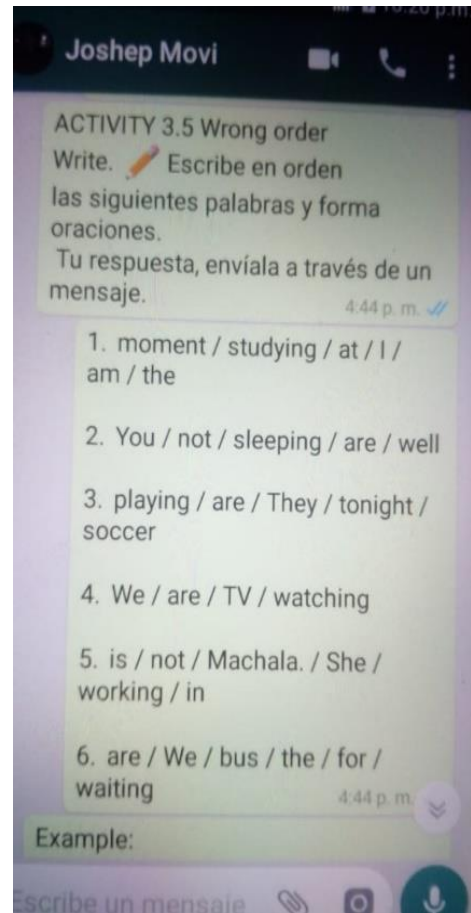 10:20 p.m
Joshep Movi
ACTIVITY 3.5 Wrong order
Write. ✏️ Escribe en orden
las siguientes palabras y forma
oraciones.
Tu respuesta, envíala a través de un
mensaje.
4:44 p. m.
1. moment / studying / at / I /
am / the
2. You / not / sleeping / are / well
3. playing / are / They / tonight /
soccer
4. We / are / TV / watching
5. is / not / Machala. / She /
working / in
6. are / We / bus / the / for /
waiting
4:44 p. m.
Example:
Escribe un mensaje